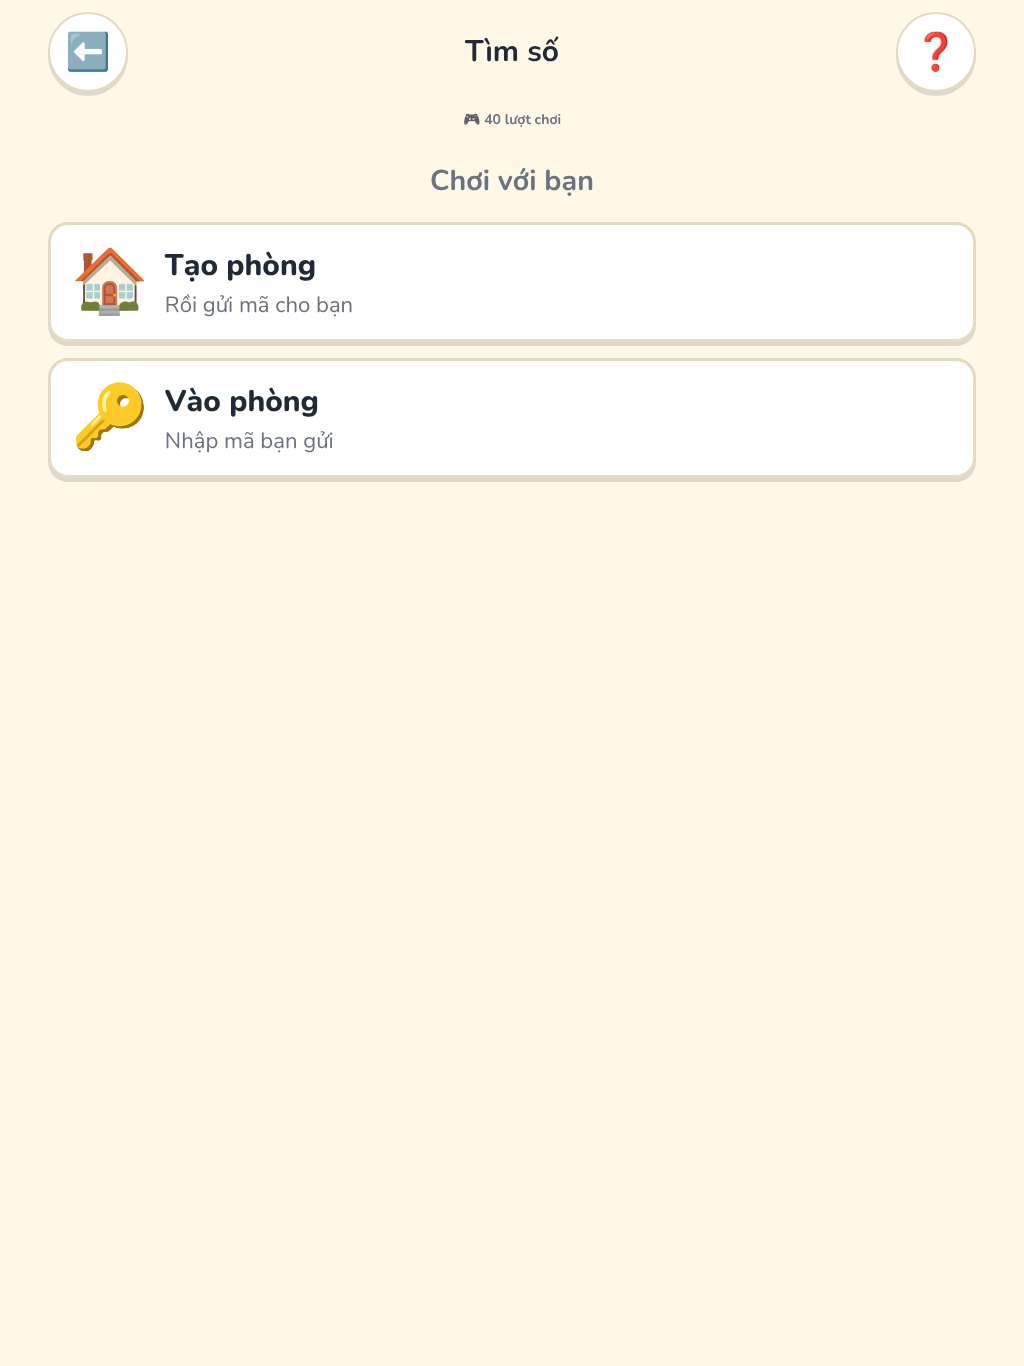 Tìm số
40 lượt chơi
Chơi với bạn
Tạo phòng
Rồi gửi mã cho bạn
Vào phòng
Nhập mã bạn gửi